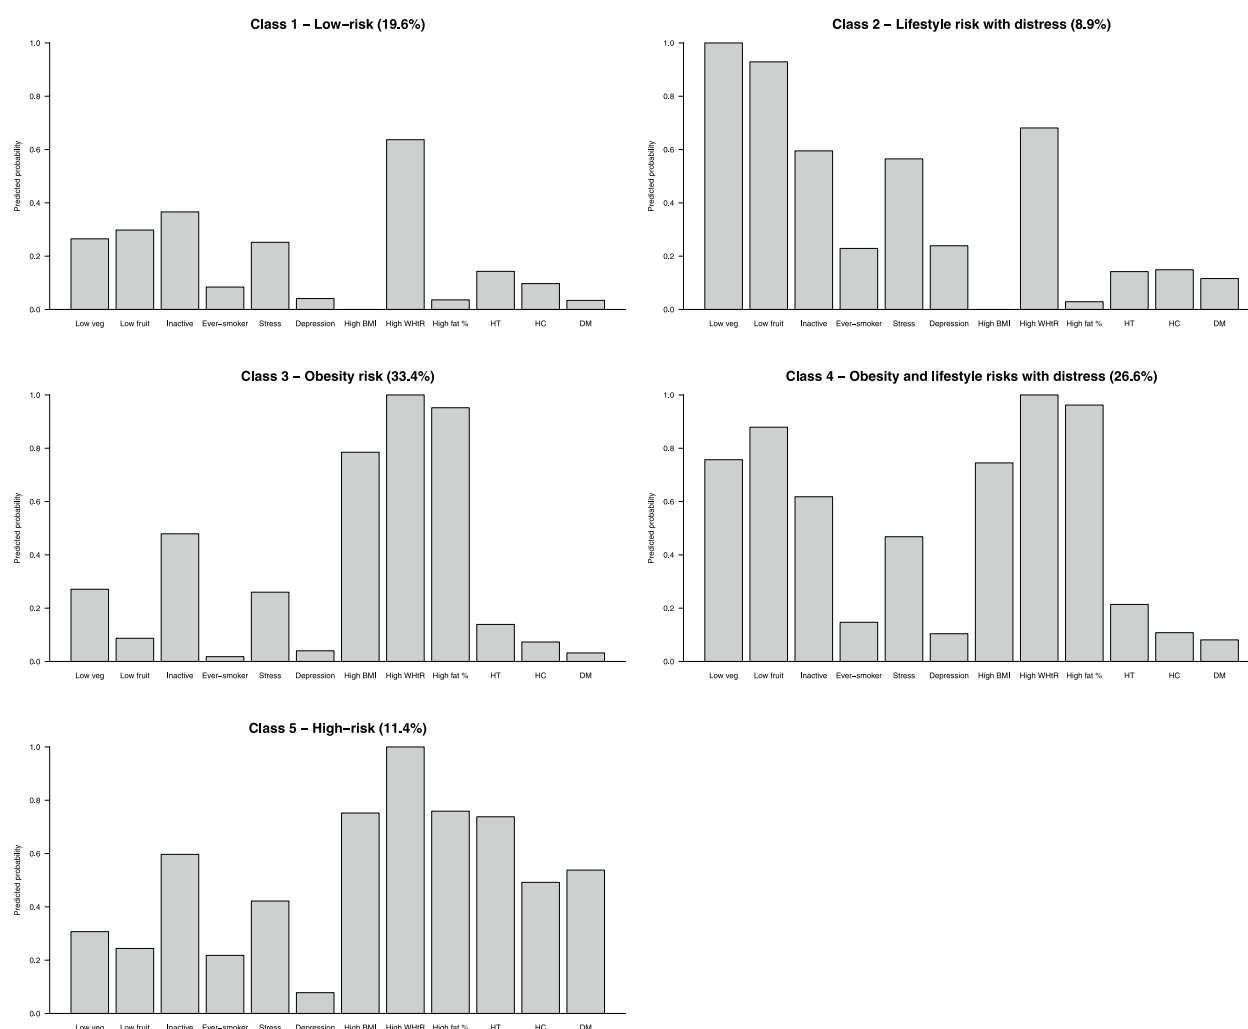 Class 1 – Low–risk (19.6%)
1.0
0.8
0.6
0.4
0.2
0.0
Predicted probability
Low veg Low fruit Inactive Ever–smoker Stress Depression High BMI High WHtR High fat % HT HC DM
Class 2 – Lifestyle risk with distress (8.9%)
1.0
0.8
0.6
0.4
0.2
0.0
Predicted probability
Low veg Low fruit Inactive Ever–smoker Stress Depression High BMI High WHtR High fat % HT HC DM
Class 3 – Obesity risk (33.4%)
1.0
0.8
0.6
0.4
0.2
0.0
Predicted probability
Low veg Low fruit Inactive Ever–smoker Stress Depression High BMI High WHtR High fat % HT HC DM
Class 4 – Obesity and lifestyle risks with distress (26.6%)
1.0
0.8
0.6
0.4
0.2
0.0
Predicted probability
Low veg Low fruit Inactive Ever–smoker Stress Depression High BMI High WHtR High fat % HT HC DM
Class 5 – High–risk (11.4%)
1.0
0.8
0.6
0.4
0.2
0.0
Predicted probability
Low veg Low fruit Inactive Ever–smoker Stress Depression High BMI High WHtR High fat % HT HC DM